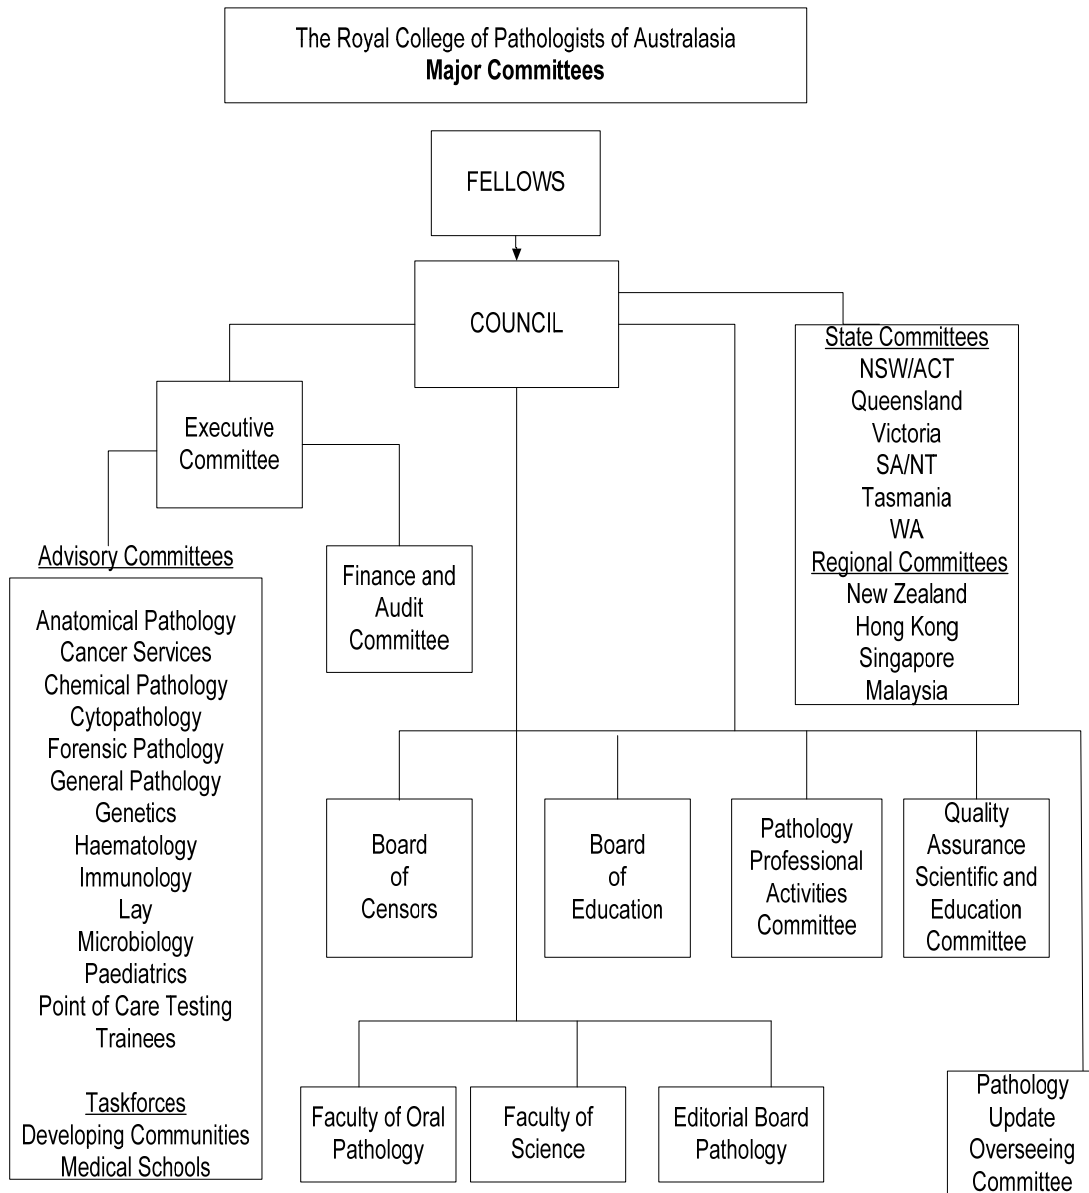 The Royal College of Pathologists of Australasia
Major Committees
FELLOWS
COUNCIL
Executive
Committee
State Committees
NSW/ACT
Queensland
Victoria
SA/NT
Tasmania
WA
Regional Committees
New Zealand
Hong Kong
Singapore
Malaysia
Advisory Committees
Anatomical Pathology
Cancer Services
Chemical Pathology
Cytopathology
Forensic Pathology
General Pathology
Genetics
Haematology
Immunology
Lay
Microbiology
Paediatrics
Point of Care Testing
Trainees
Taskforces
Developing Communities
Medical Schools
Finance and
Audit
Committee
Board
of
Censors
Board
of
Education
Pathology
Professional
Activities
Committee
Quality
Assurance
Scientific and
Education
Committee
Faculty of Oral
Pathology
Faculty of
Science
Editorial Board
Pathology
Pathology
Update
Overseeing
Committee